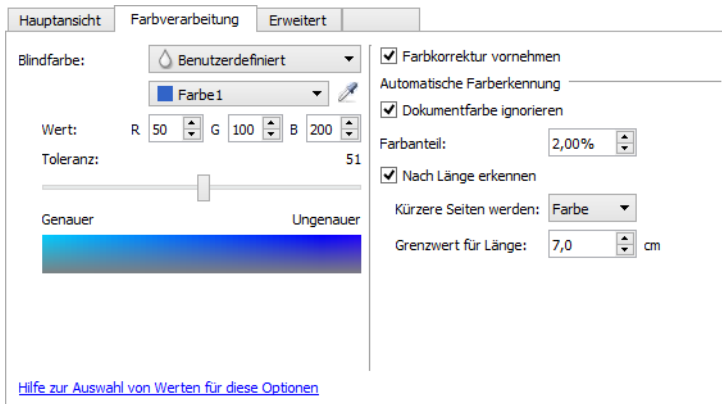 Hauptansicht Farbverarbeitung Erweitert
Blindfarbe: Benutzerdefiniert
Farbe1
Wert: R 50 G 100 B 200
Toleranz: 51
Genauer Ungenauer
Hilfe zur Auswahl von Werten für diese Optionen
Farbkorrektur vornehmen
Automatische Farberkennung
Dokumentfarbe ignorieren
Farbanteil: 2,00%
Nach Länge erkennen
Kürzere Seiten werden: Farbe
Grenzwert für Länge: 7,0 cm